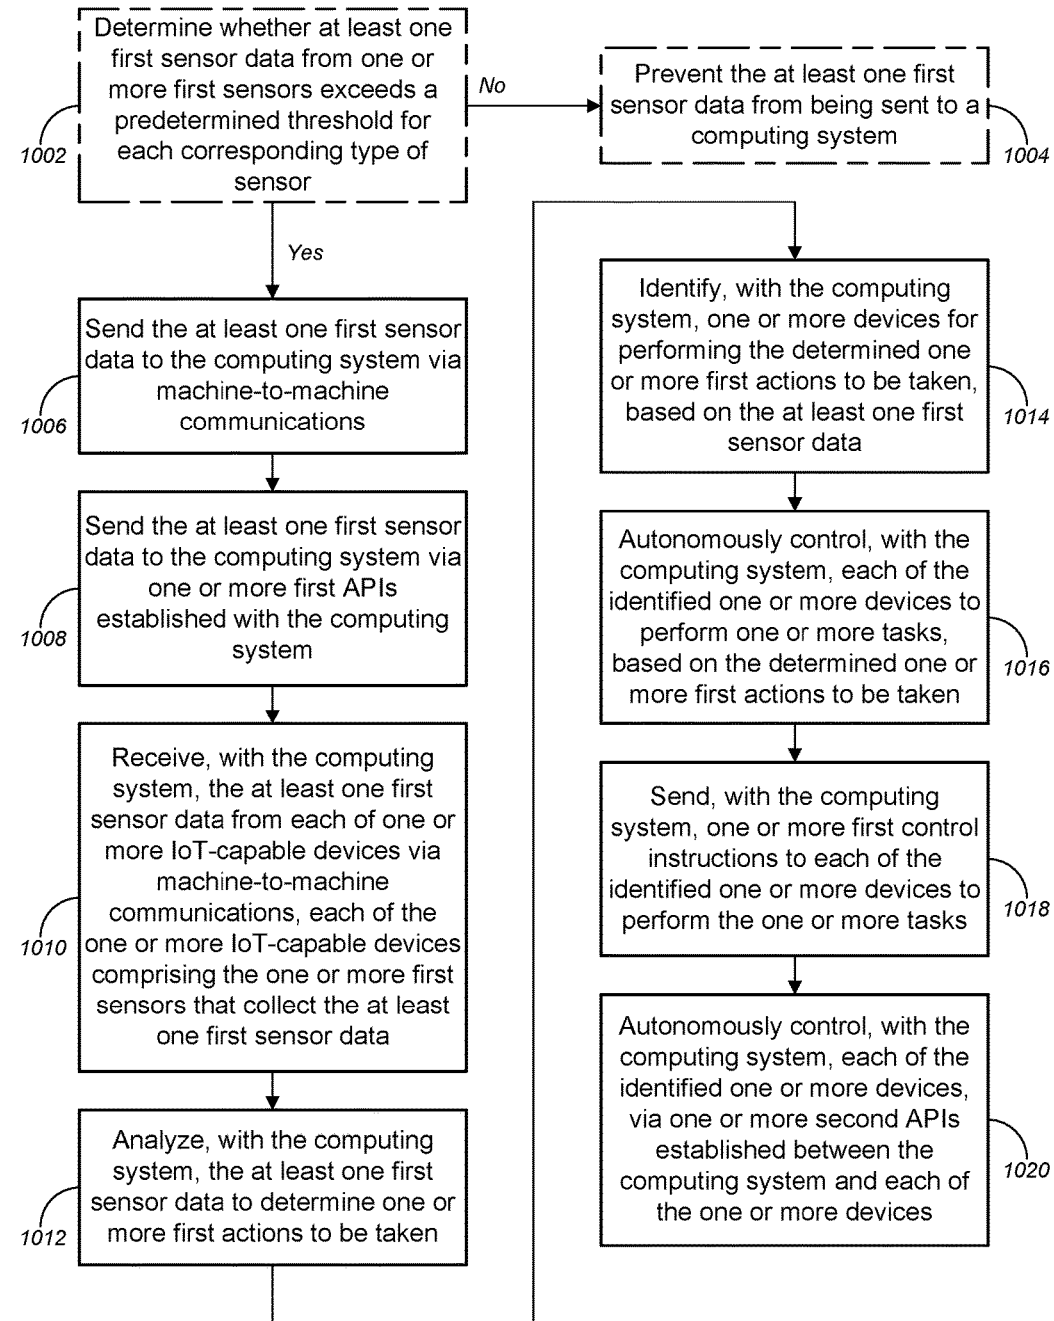 Determine whether at least one
first sensor data from one or
more first sensors exceeds a
predetermined threshold for
each corresponding type of
sensor
1002
No
Prevent the at least one first
sensor data from being sent to a
computing system
1004
Yes
Send the at least one first sensor
data to the computing system via
machine-to-machine
communications
1006
Send the at least one first sensor
data to the computing system via
one or more first APIs
established with the computing
system
1008
Receive, with the computing
system, the at least one first
sensor data from each of one or
more IoT-capable devices via
machine-to-machine
communications, each of the
one or more IoT-capable devices
comprising the one or more first
sensors that collect the at least
one first sensor data
1010
Analyze, with the computing
system, the at least one first
sensor data to determine one or
more first actions to be taken
1012
Identify, with the computing
system, one or more devices for
performing the determined one
or more first actions to be taken,
based on the at least one first
sensor data
1014
Autonomously control, with the
computing system, each of the
identified one or more devices to
perform one or more tasks,
based on the determined one or
more first actions to be taken
1016
Send, with the computing
system, one or more first control
instructions to each of the
identified one or more devices to
perform the one or more tasks
1018
Autonomously control, with the
computing system, each of the
identified one or more devices,
via one or more second APIs
established between the
computing system and each of
the one or more devices
1020